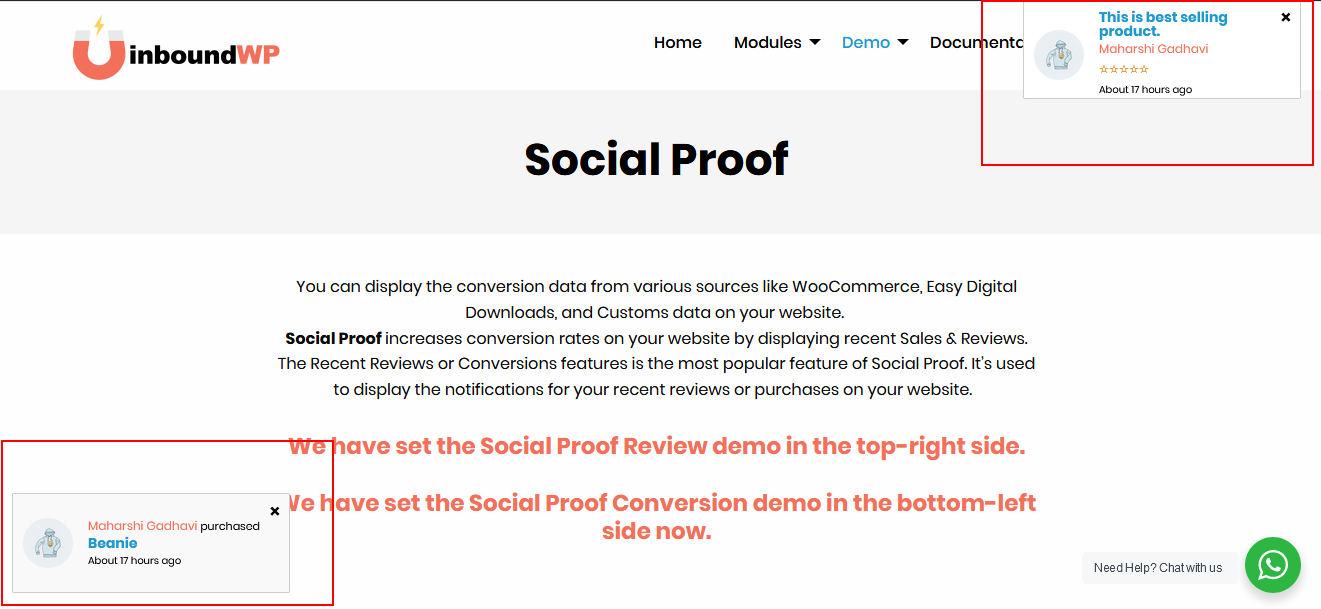 inboundWP
Home Modules Demo Documenta
This is best selling
product.
Maharshi Gadhavi
About 17 hours ago
Social Proof
You can display the conversion data from various sources like WooCommerce, Easy Digital
Downloads, and Customs data on your website.
Social Proof increases conversion rates on your website by displaying recent Sales & Reviews.
The Recent Reviews or Conversions features is the most popular feature of Social Proof. It's used
to display the notifications for your recent reviews or purchases on your website.
We have set the Social Proof Review demo in the top-right side.
We have set the Social Proof Conversion demo in the bottom-left
side now.
Maharshi Gadhavi purchased
Beanie
About 17 hours ago
Need Help? Chat with us